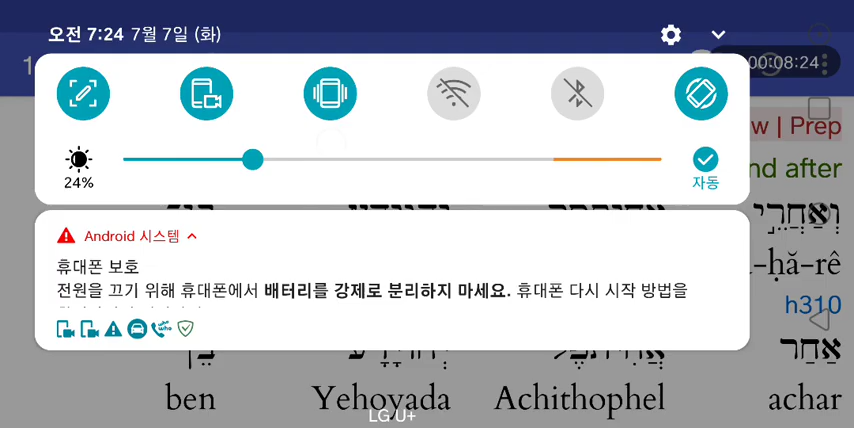 오전 7:24 7월 7일 (화)
1
00:08:24
w | Prep
24%
자동
nd after
Android 시스템
וְאַחֲרֵי
휴대폰 보호
-ḥă-rê
전원을 끄기 위해 휴대폰에서 배터리를 강제로 분리하지 마세요. 휴대폰 다시 시작 방법을
h310
who
אַחַר
ben
Yehoyada
Achithophel
achar
LG U+